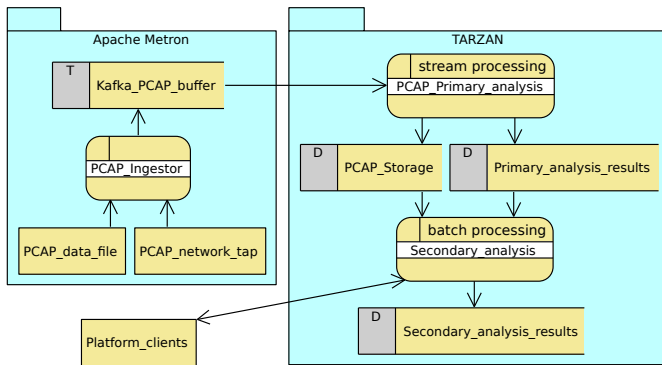 Apache Metron
T
Kafka_PCAP_buffer
PCAP_Ingestor
PCAP_data_file
PCAP_network_tap
TARZAN
stream processing
PCAP_Primary_analysis
D
PCAP_Storage
D
Primary_analysis_results
batch processing
Secondary_analysis
D
Secondary_analysis_results
Platform_clients